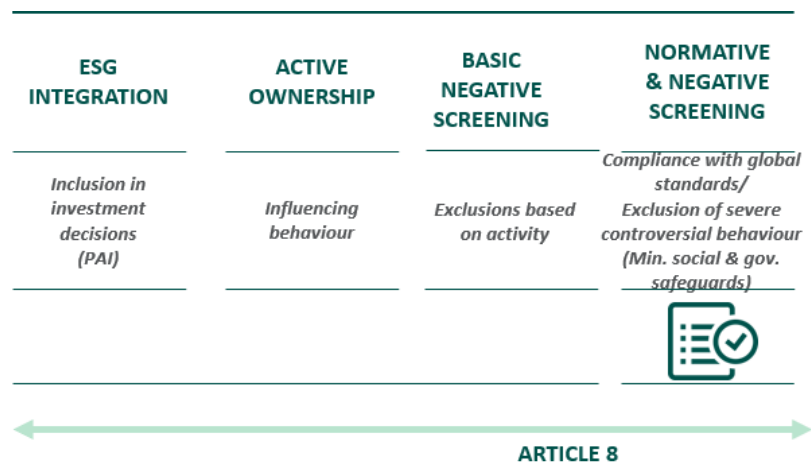 ESG
INTEGRATION
ACTIVE
OWNERSHIP
BASIC
NEGATIVE
SCREENING
NORMATIVE
& NEGATIVE
SCREENING
Inclusion in
investment
decisions
(PAI)
Influencing
behaviour
Exclusions based
on activity
Compliance with global
standards/
Exclusion of severe
controversial behaviour
(Min. social & gov.
safeguards)
ARTICLE 8